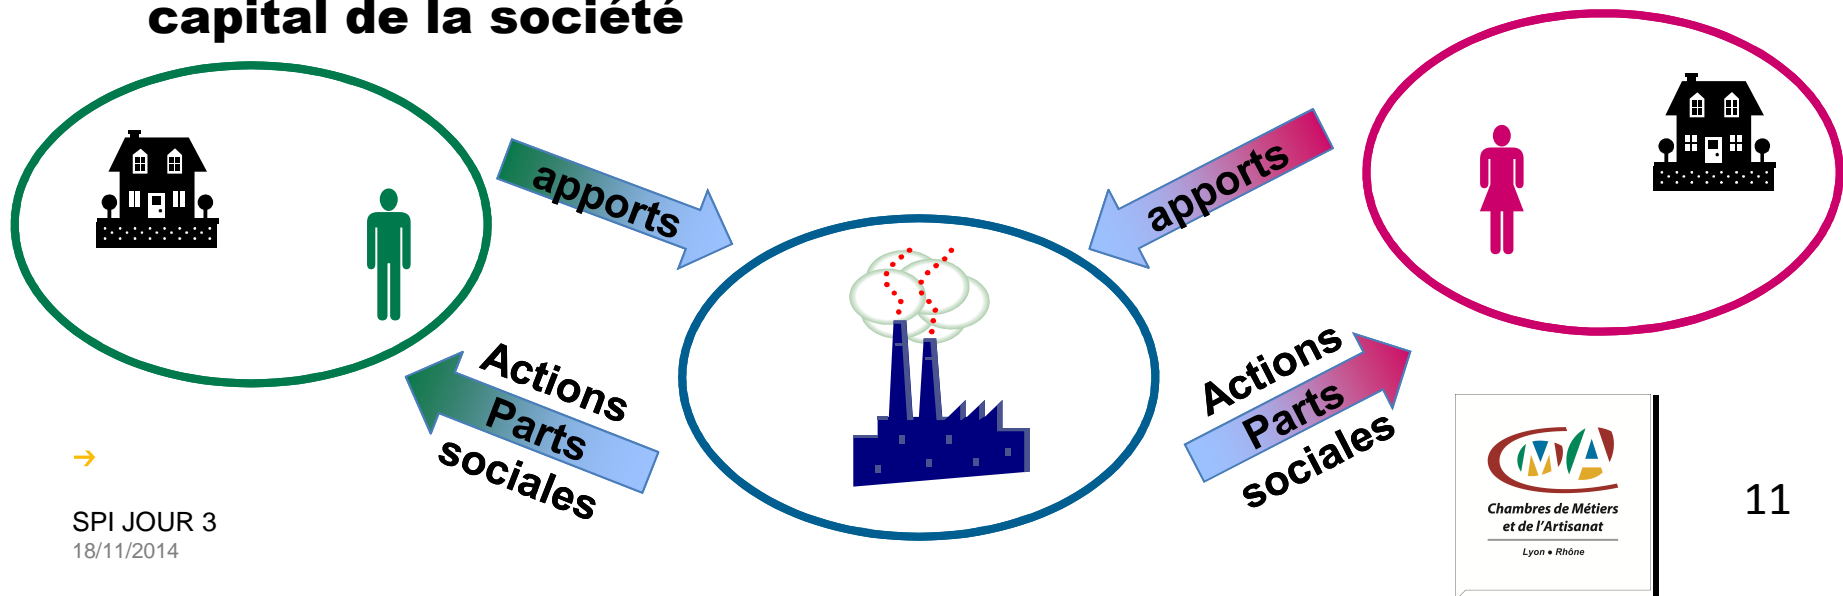 capital de la société
apports
apports
Actions
Parts
sociales
Actions
Parts
sociales
➔
SPI JOUR 3
18/11/2014
CMA
Chambres de Métiers
et de l'Artisanat
Lyon • Rhône
11